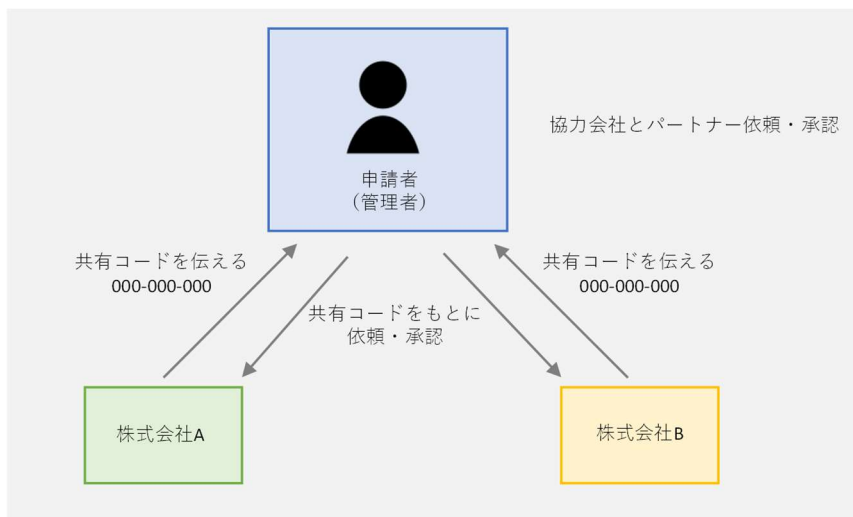 協力会社とパートナー依頼・承認
申請者
（管理者）
共有コードを伝える
000-000-000
共有コードを伝える
000-000-000
共有コードをもとに
依頼・承認
株式会社A
株式会社B